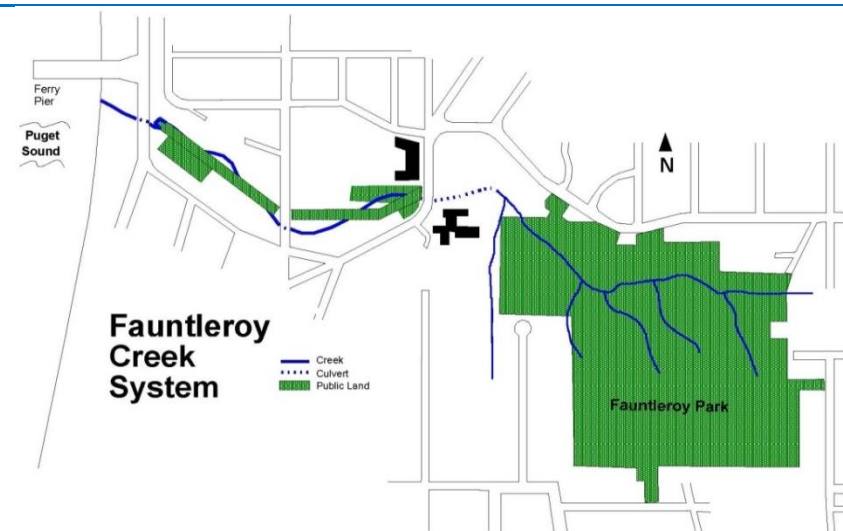 Ferry
Pier
Puget
Sound
N
Fauntleroy
Creek
System
Creek
Culvert
Public Land
Fauntleroy Park